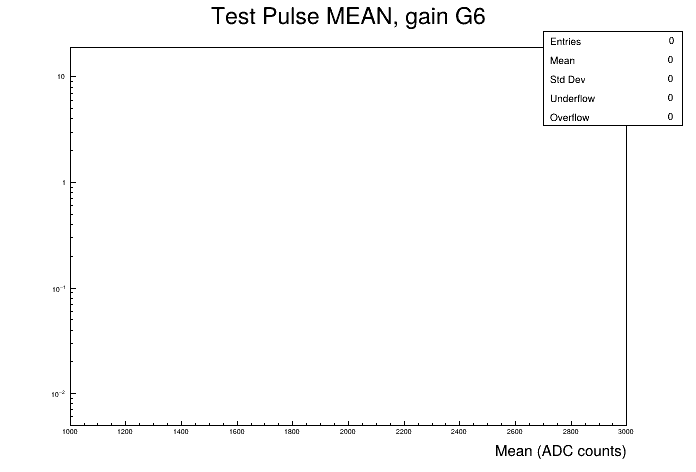 Test Pulse MEAN, gain G6
Entries 0
Mean 0
Std Dev 0
Underflow 0
Overflow 0
10
1
10⁻¹
10⁻²
1000 1200 1400 1600 1800 2000 2200 2400 2600 2800 3000
Mean (ADC counts)